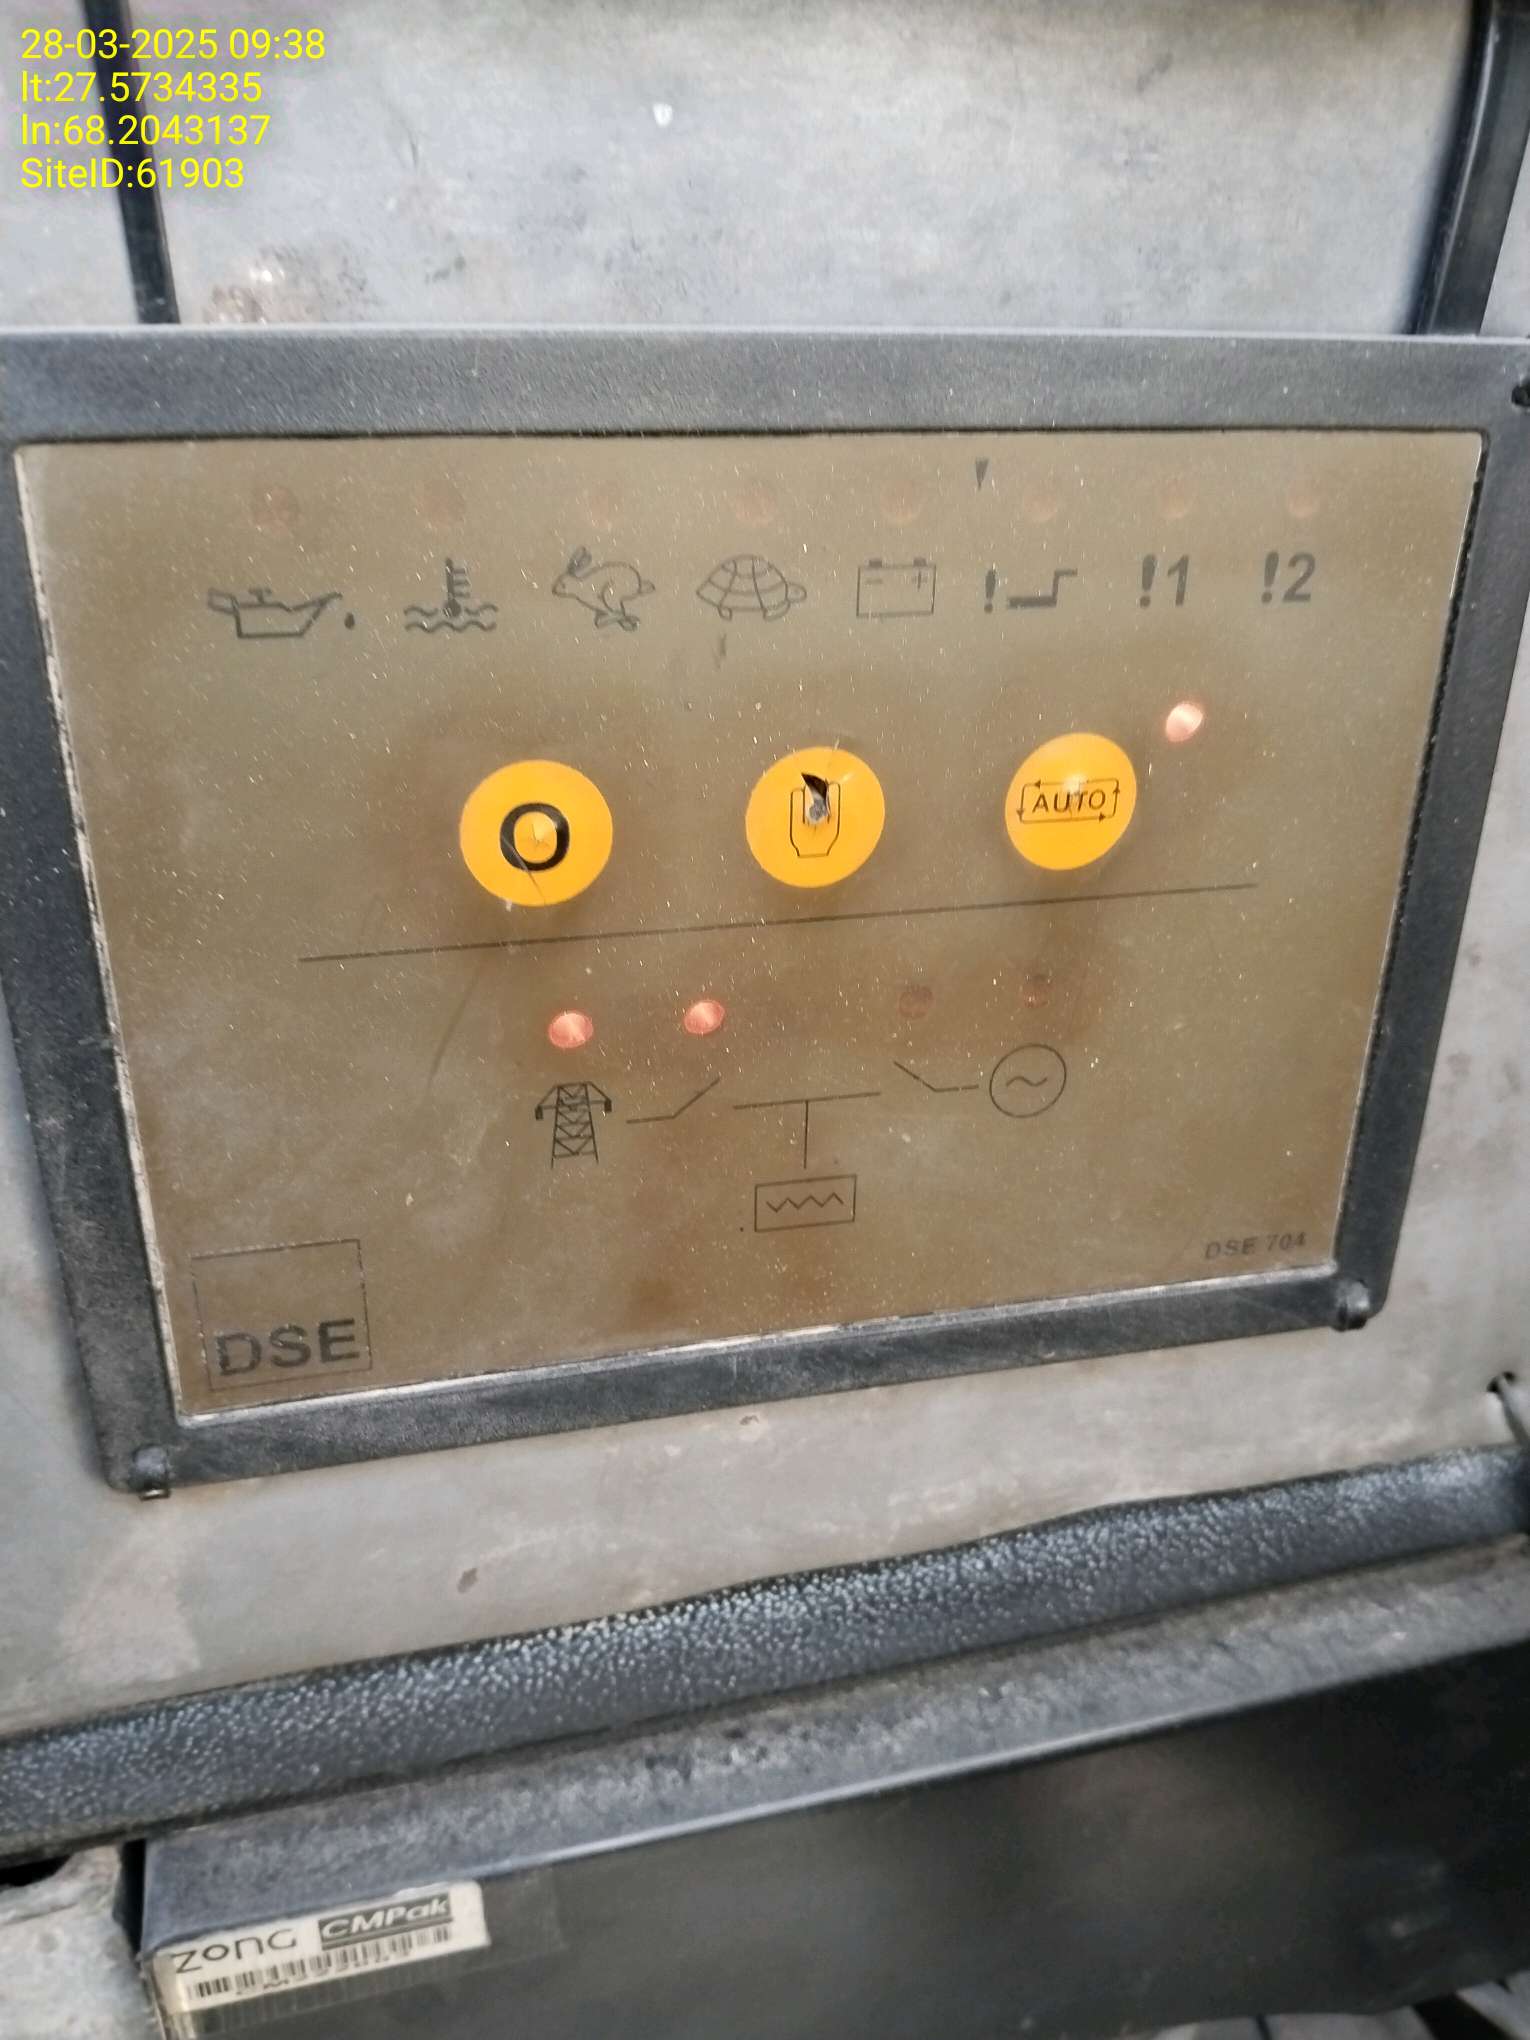 28-03-2025 09:38
lt:27.5734335
ln:68.2043137
SiteID:61903
!
!1
!2
O
AUTO
DSE 704
DSE
zong CMPak